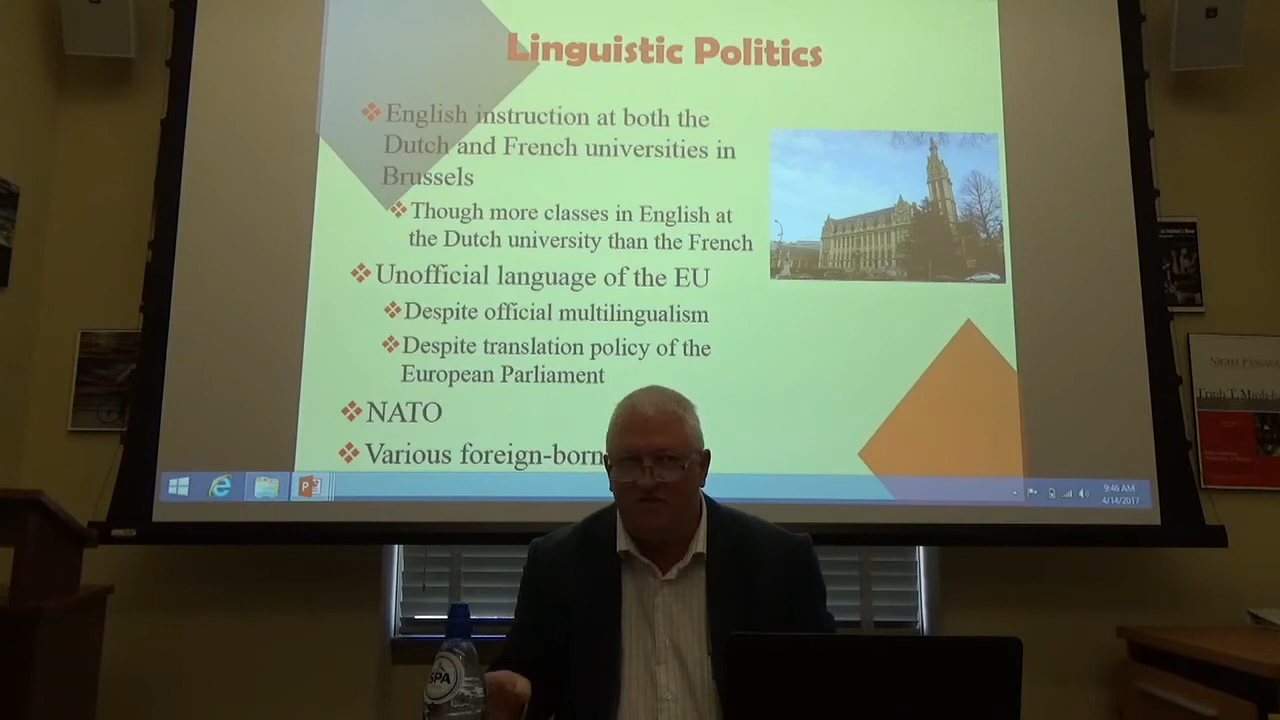 Linguistic Politics
English instruction at both the
Dutch and French universities in
Brussels
Though more classes in English at
the Dutch university than the French
Unofficial language of the EU
Despite official multilingualism
Despite translation policy of the
European Parliament
NATO
Various foreign-born
9:46 AM
4/14/2017
NIGHT PASSAGE
SPA